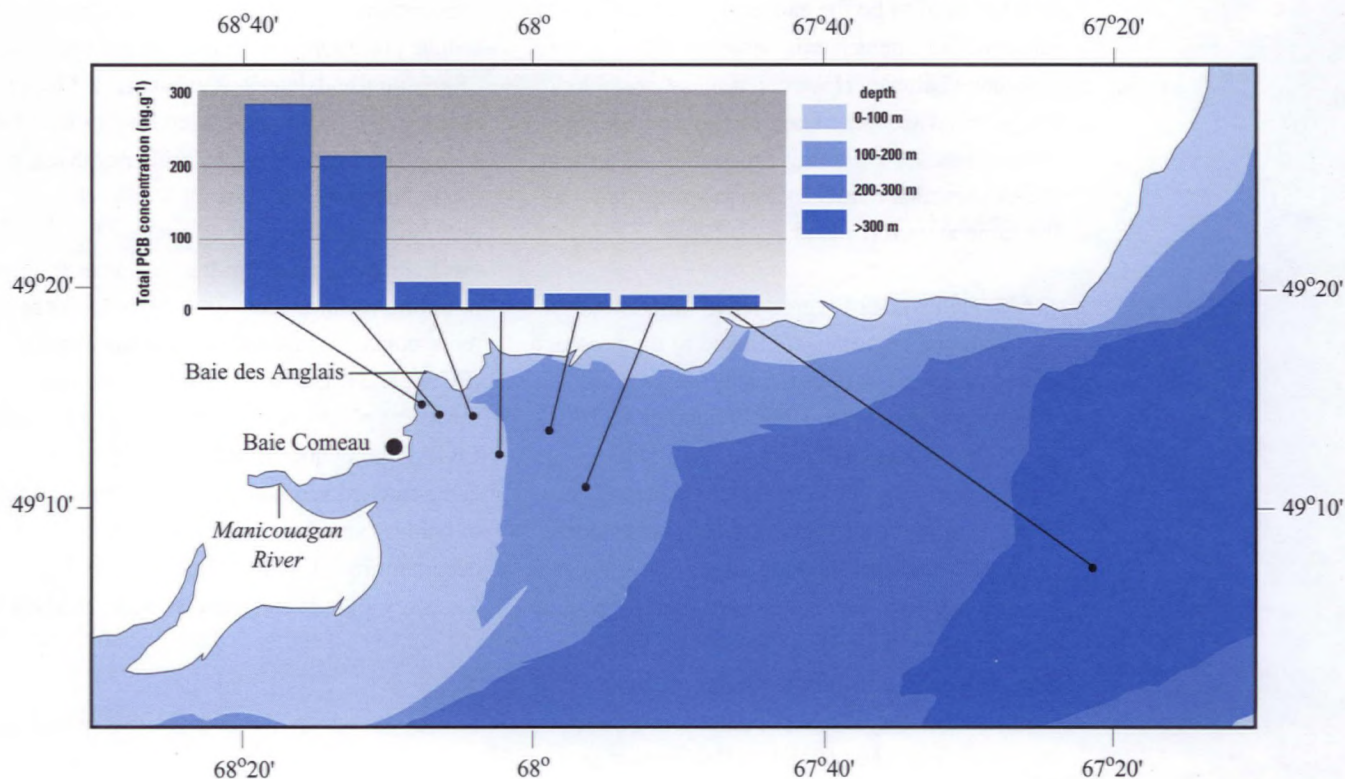 68°40' 68° 67°40' 67°20'
300
200
100
0
Total PCB concentration (ng.g⁻¹)
depth
0-100 m
100-200 m
200-300 m
>300 m
49°20' 49°20'
Baie des Anglais
Baie Comeau
49°10' 49°10'
Manicouagan
River
68°20' 68° 67°40' 67°20'